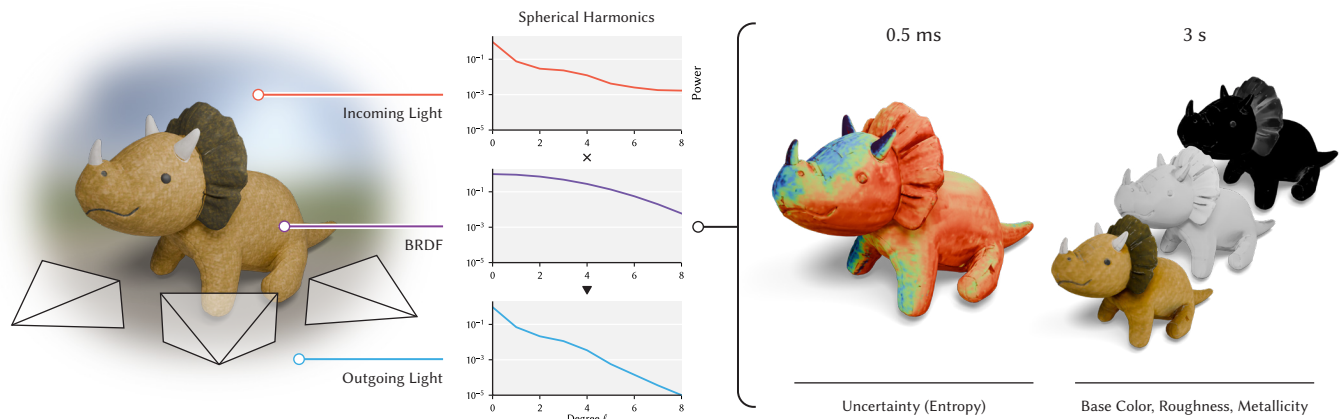 Spherical Harmonics
Incoming Light
BRDF
Outgoing Light
10⁻¹
10⁻³
10⁻⁵
0 2 4 6 8
×
10⁻¹
10⁻³
10⁻⁵
0 2 4 6 8
10⁻¹
10⁻³
10⁻⁵
0 2 4 6 8
Degree ℓ
Power
0.5 ms
Uncertainty (Entropy)
3 s
Base Color, Roughness, Metallicity